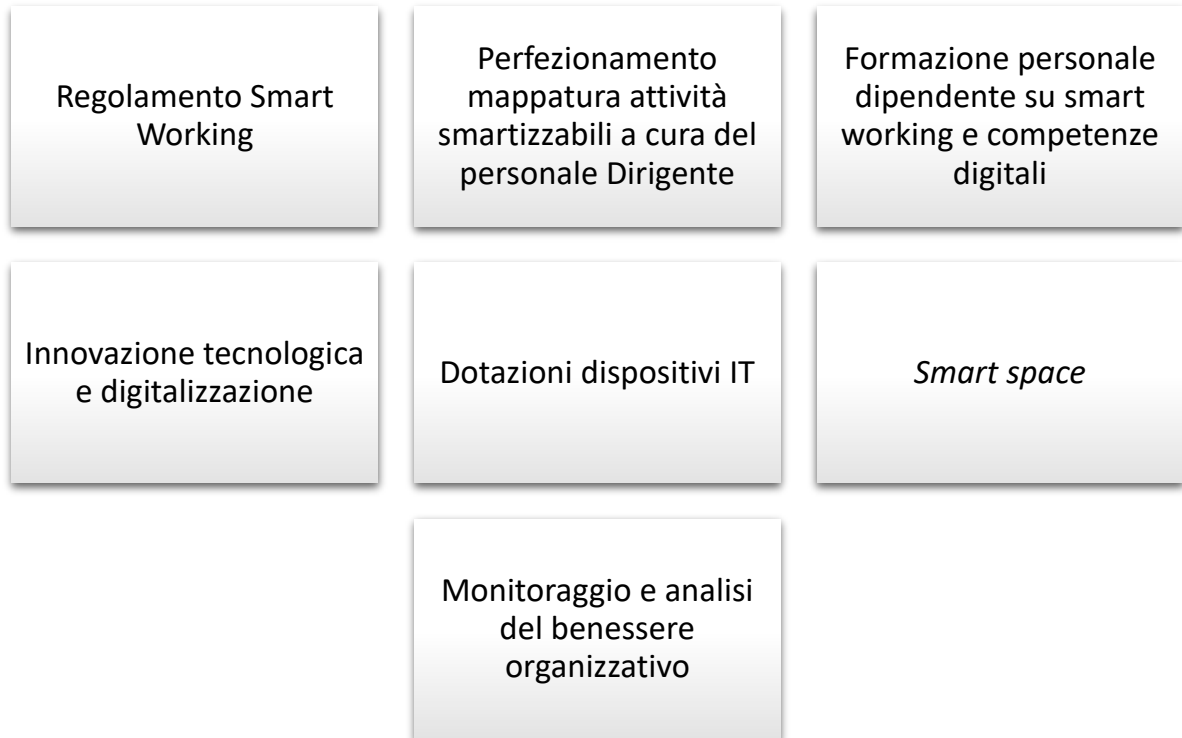 Regolamento Smart
Working
Perfezionamento
mappatura attività
smartizzabili a cura del
personale Dirigente
Formazione personale
dipendente su smart
working e competenze
digitali
Innovazione tecnologica
e digitalizzazione
Dotazioni dispositivi IT
Smart space
Monitoraggio e analisi
del benessere
organizzativo